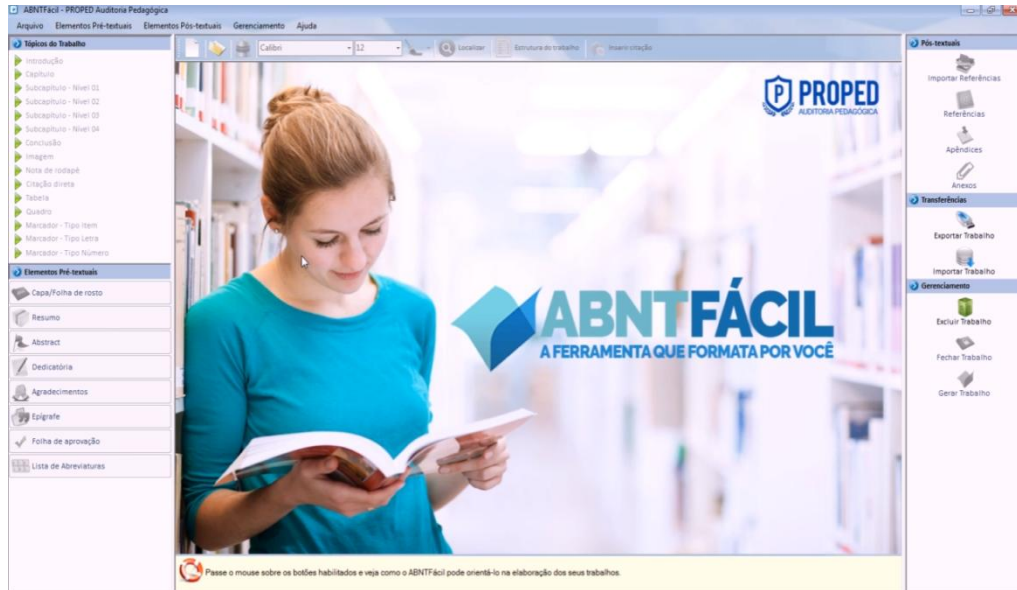 ABNTFácil - PROPED Auditoria Pedagógica
Arquivo Elementos Pré-textuais Elementos Pós-textuais Gerenciamento Ajuda
Tópicos do Trabalho
Introdução
Capítulo
Subcapítulo - Nível 01
Subcapítulo - Nível 02
Subcapítulo - Nível 03
Subcapítulo - Nível 04
Conclusão
Imagem
Nota de rodapé
Citação direta
Tabela
Quadro
Marcador - Tipo Item
Marcador - Tipo Letra
Marcador - Tipo Número
Elementos Pré-textuais
Capa/Folha de rosto
Resumo
Abstract
Dedicatória
Agradecimentos
Epígrafe
Folha de aprovação
Lista de Abreviaturas
Calibri 12 Localizar Estrutura do trabalho Inserir citação
P PROPED
AUDITORIA PEDAGÓGICA
ABNTFÁCIL
A FERRAMENTA QUE FORMATA POR VOCÊ
Passe o mouse sobre os botões habilitados e veja como o ABNTFácil pode orientá-lo na elaboração dos seus trabalhos.
Pós-textuais
Importar Referências
Referências
Apêndices
Anexos
Transferências
Exportar Trabalho
Importar Trabalho
Gerenciamento
Excluir Trabalho
Fechar Trabalho
Gerar Trabalho